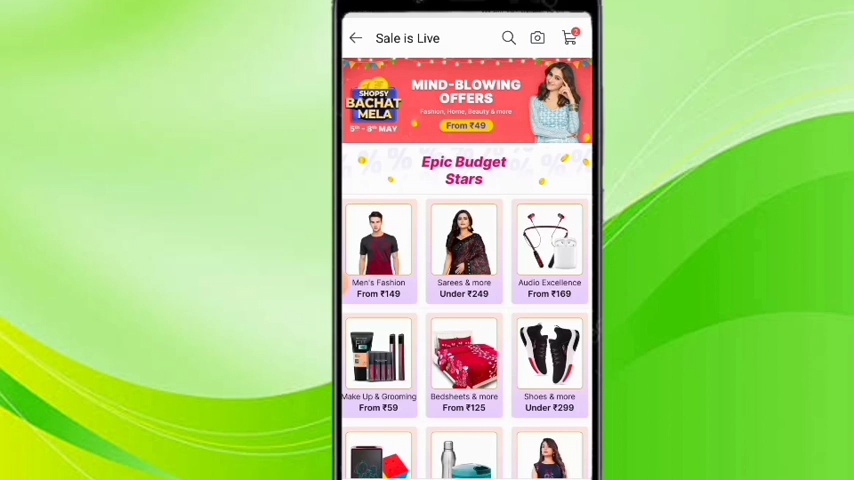 Sale is Live
2
SHOPSY
BACHAT
MELA
5th - 8th MAY
MIND-BLOWING
OFFERS
Fashion, Home, Beauty & more
From ₹49
Epic Budget
Stars
Men's Fashion
From ₹149
Sarees & more
Under ₹249
Audio Excellence
From ₹169
Make Up & Grooming
From ₹59
Bedsheets & more
From ₹125
Shoes & more
Under ₹299